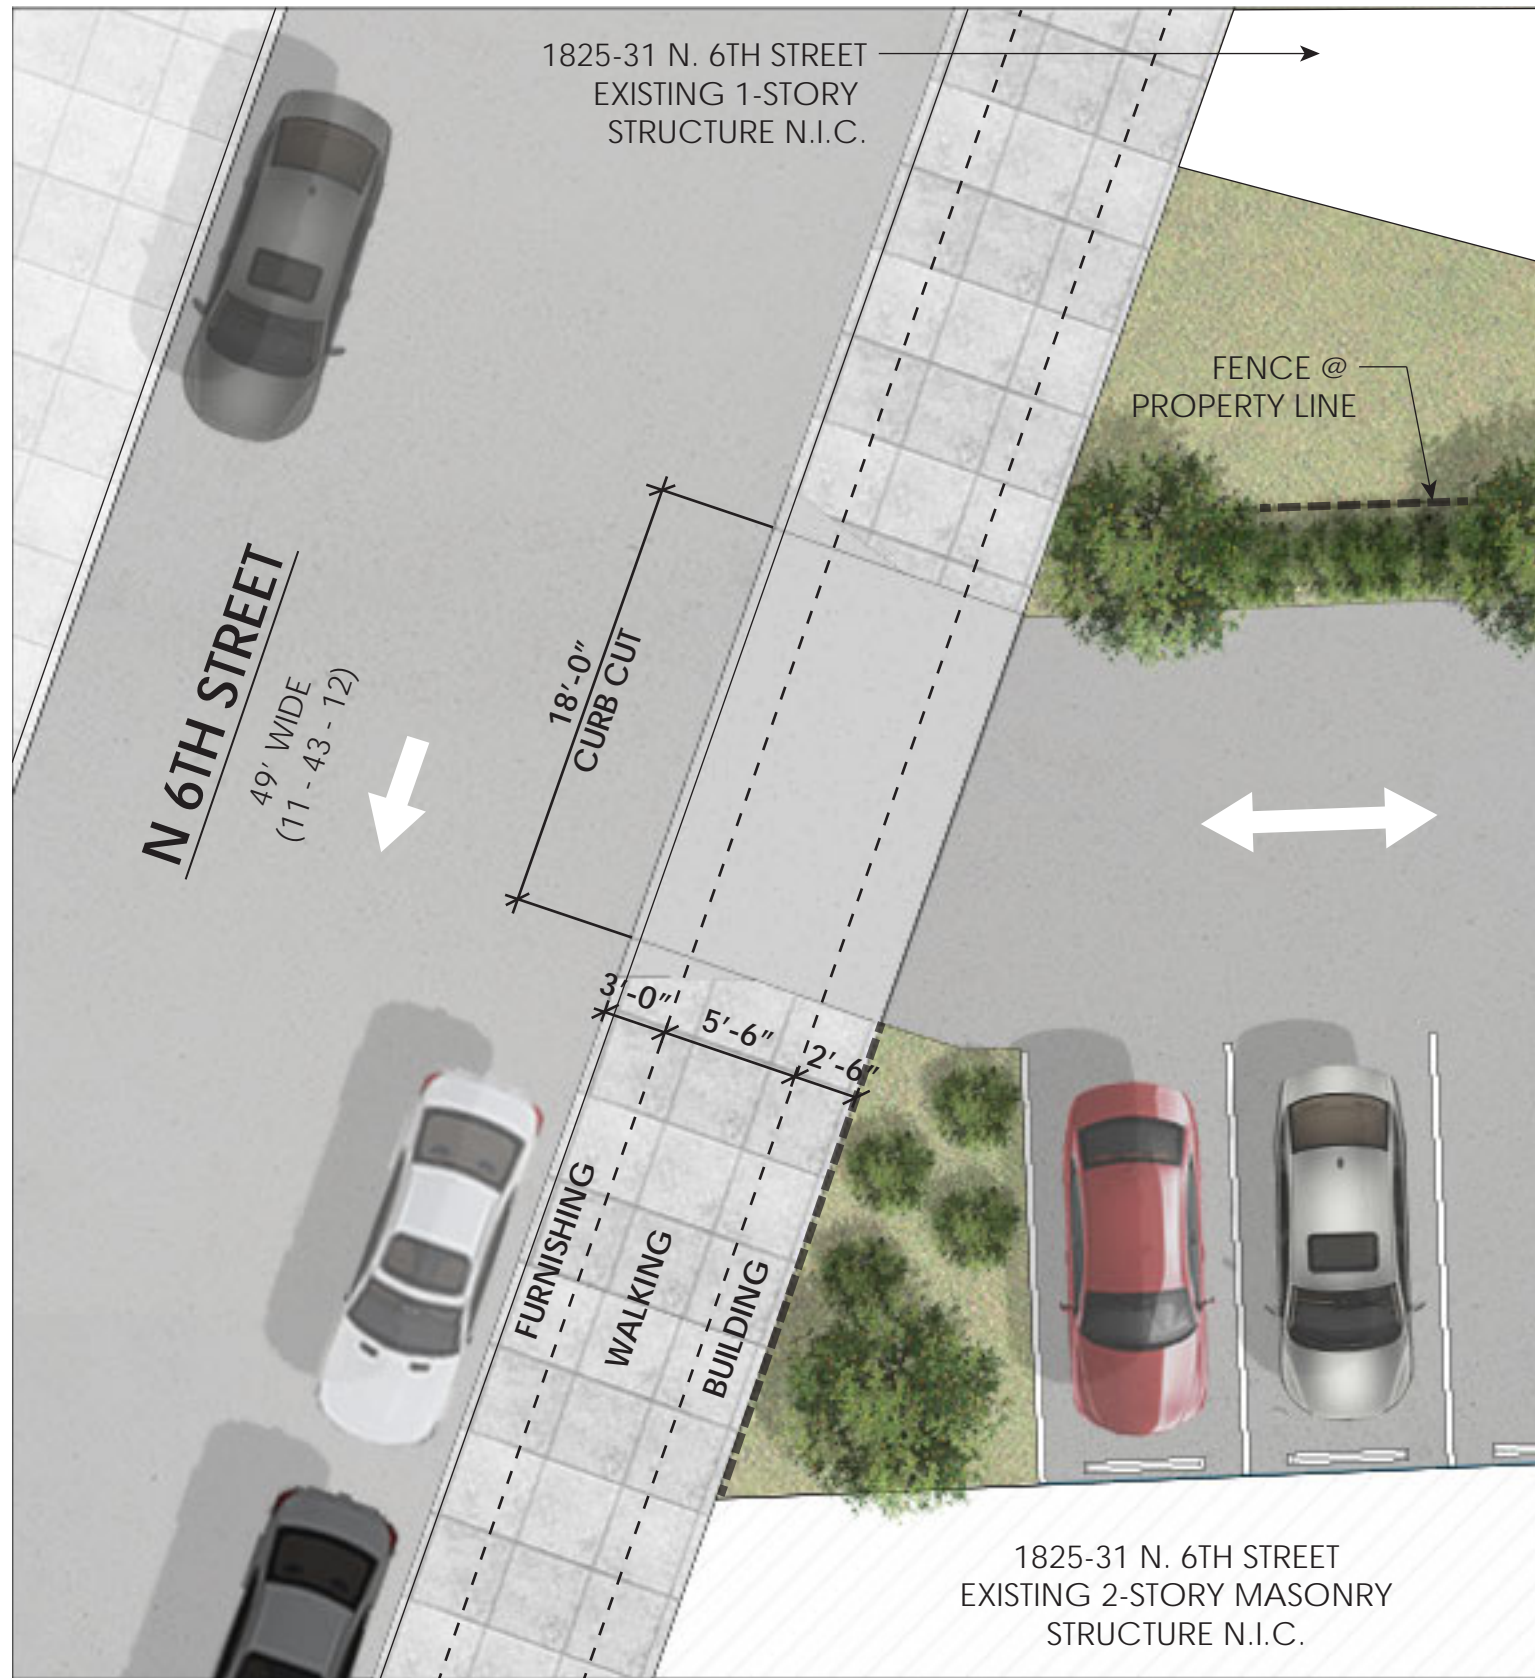 1825-31 N. 6TH STREET
EXISTING 1-STORY
STRUCTURE N.I.C.
FENCE @
PROPERTY LINE
N 6TH STREET
49' WIDE
(11 - 43 - 12)
18'-0"
CURB CUT
3'-0"
5'-6"
2'-6"
FURNISHING
WALKING
BUILDING
1825-31 N. 6TH STREET
EXISTING 2-STORY MASONRY
STRUCTURE N.I.C.